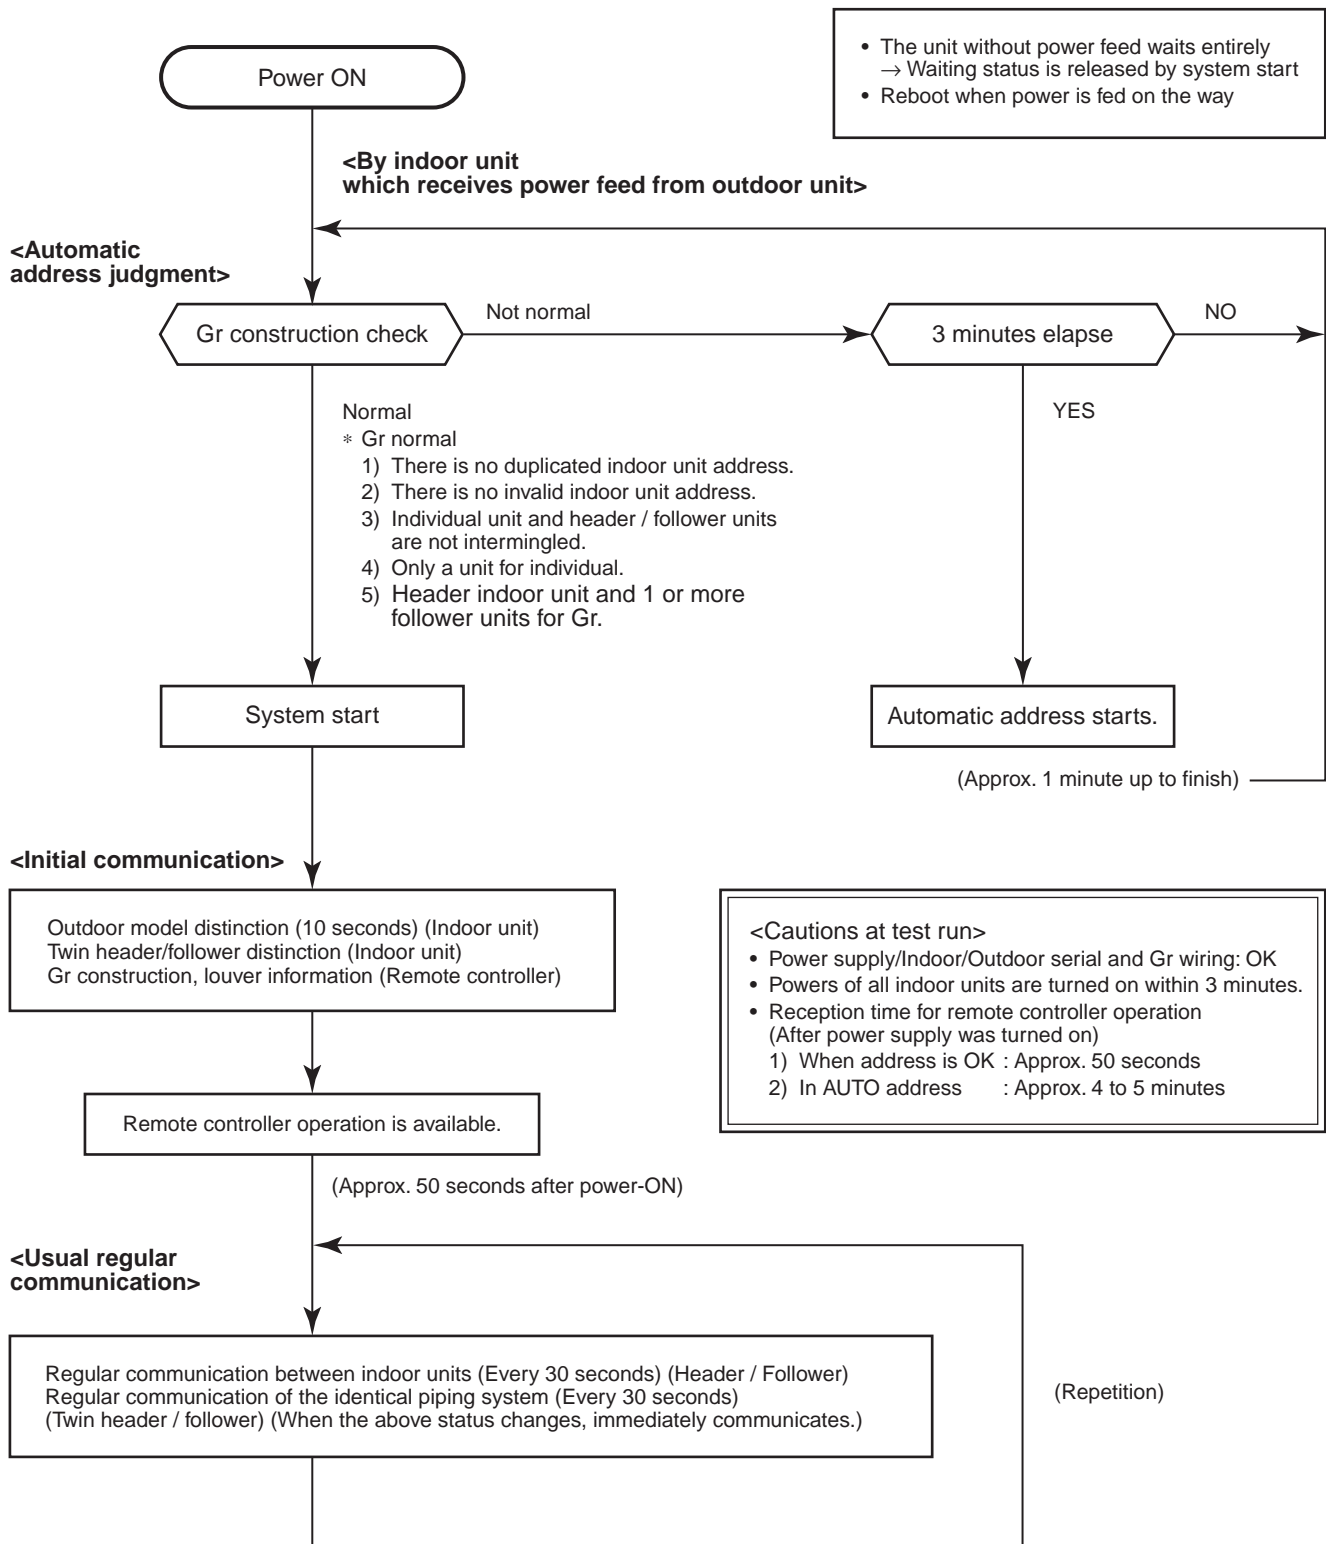 • The unit without power feed waits entirely
→ Waiting status is released by system start
• Reboot when power is fed on the way
Power ON
<By indoor unit
which receives power feed from outdoor unit>
<Automatic
address judgment>
Gr construction check
Not normal
3 minutes elapse
NO
Normal
* Gr normal
1) There is no duplicated indoor unit address.
2) There is no invalid indoor unit address.
3) Individual unit and header / follower units
are not intermingled.
4) Only a unit for individual.
5) Header indoor unit and 1 or more
follower units for Gr.
YES
System start
Automatic address starts.
(Approx. 1 minute up to finish)
<Initial communication>
Outdoor model distinction (10 seconds) (Indoor unit)
Twin header/follower distinction (Indoor unit)
Gr construction, louver information (Remote controller)
<Cautions at test run>
• Power supply/Indoor/Outdoor serial and Gr wiring: OK
• Powers of all indoor units are turned on within 3 minutes.
• Reception time for remote controller operation
(After power supply was turned on)
1) When address is OK : Approx. 50 seconds
2) In AUTO address : Approx. 4 to 5 minutes
Remote controller operation is available.
(Approx. 50 seconds after power-ON)
<Usual regular
communication>
Regular communication between indoor units (Every 30 seconds) (Header / Follower)
Regular communication of the identical piping system (Every 30 seconds)
(Twin header / follower) (When the above status changes, immediately communicates.)
(Repetition)